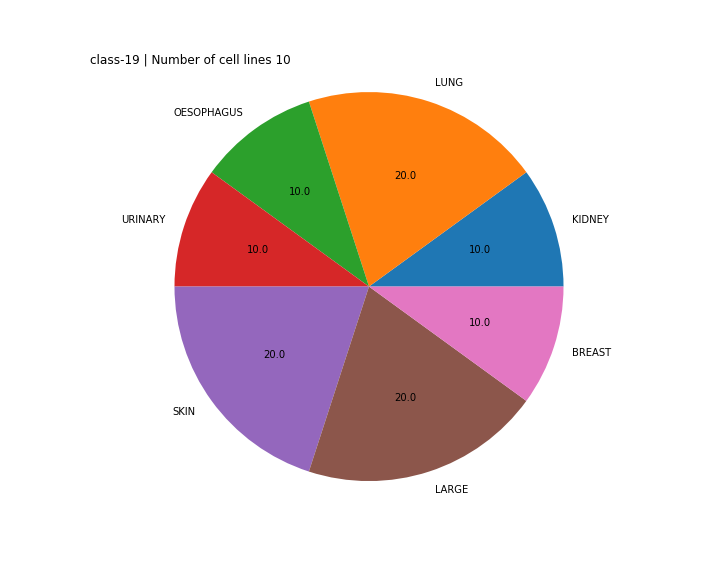 class-19 | Number of cell lines 10
LUNG
OESOPHAGUS
20.0
10.0
URINARY
KIDNEY
10.0
10.0
10.0
BREAST
20.0
20.0
SKIN
LARGE